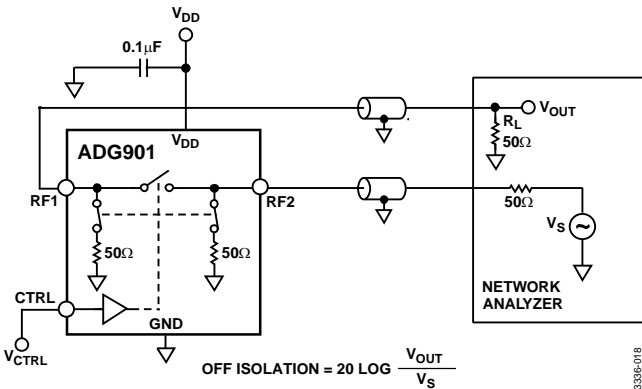 VDD
0.1µF
VDD
ADG901
RF1
RF2
50Ω
50Ω
CTRL
VCTRL
GND
VOUT
RL
50Ω
50Ω
VS
~
NETWORK
ANALYZER
OFF ISOLATION = 20 LOG VOUT / VS
3336-018